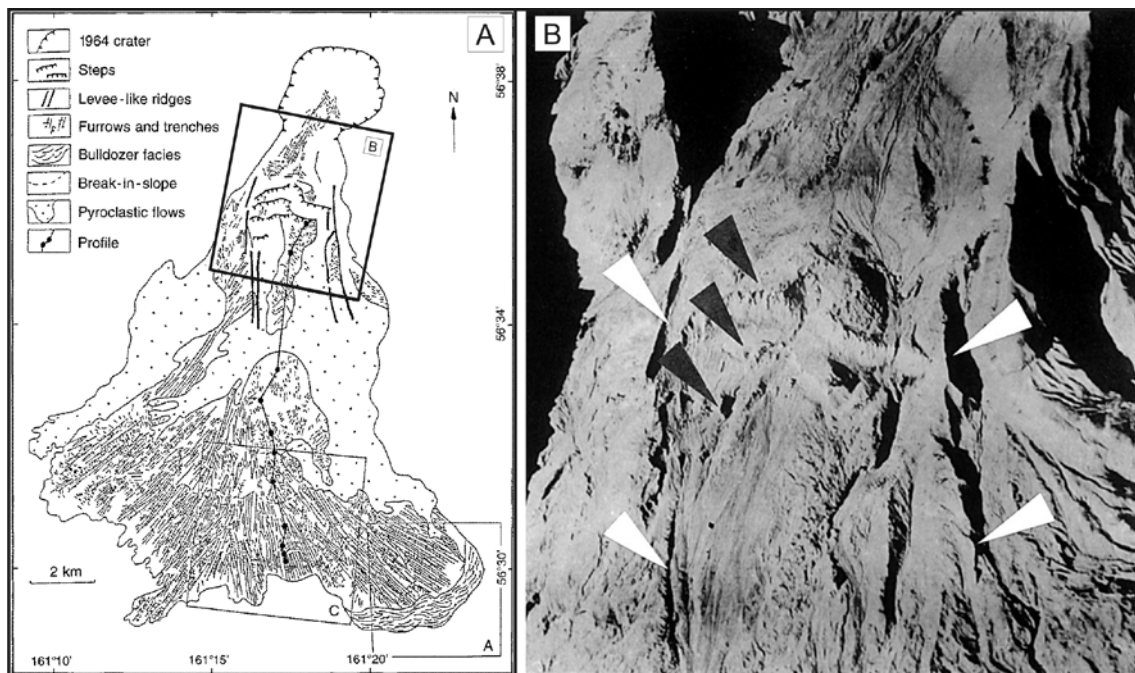 A
1964 crater
Steps
Levee-like ridges
Furrows and trenches
Bulldozer facies
Break-in-slope
Pyroclastic flows
Profile
2 km
N
B
C
A
56°38'
56°34'
56°30'
161°10'
161°15'
161°20'
B